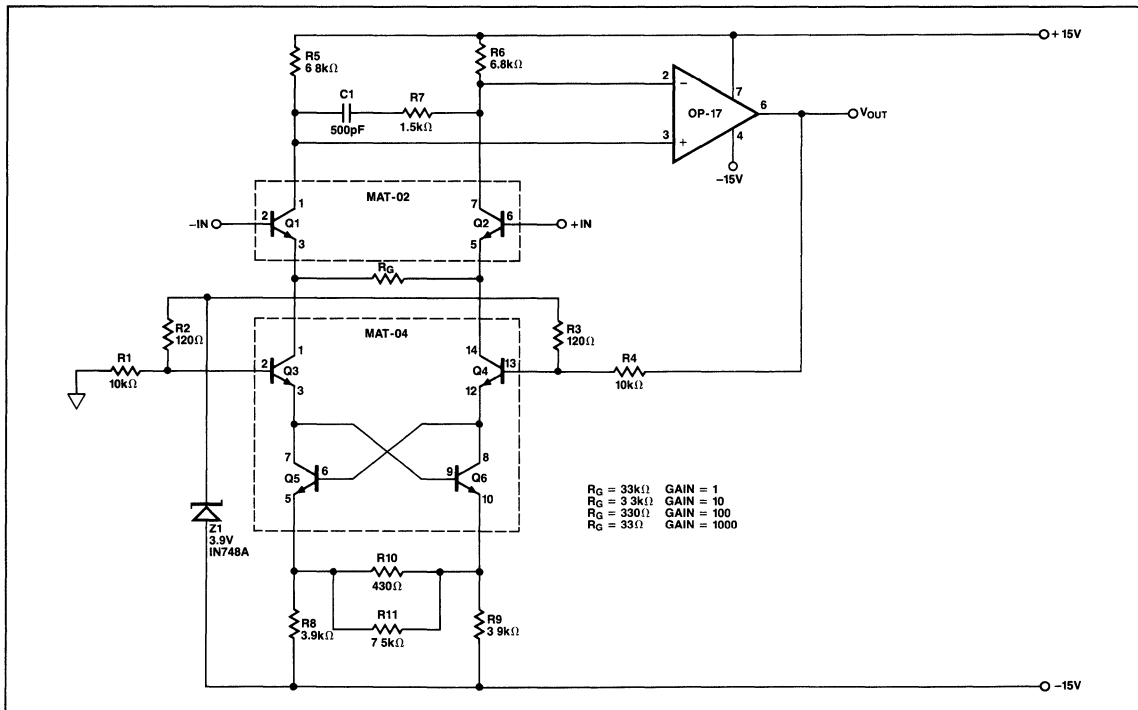 +15V
R5
6 8kΩ
R6
6.8kΩ
C1
500pF
R7
1.5kΩ
2
−
7
OP-17
6
VOUT
3
+
4
−15V
MAT-02
1
7
−IN
2
Q1
Q2
6
+IN
3
5
RG
R2
120Ω
MAT-04
R3
120Ω
R1
10kΩ
1
14
2
Q3
Q4
13
R4
10kΩ
3
12
7
8
Q5
6
9
Q6
5
10
RG = 33kΩ GAIN = 1
RG = 3 3kΩ GAIN = 10
RG = 330Ω GAIN = 100
RG = 33Ω GAIN = 1000
Z1
3.9V
IN748A
R10
430Ω
R11
7 5kΩ
R8
3.9kΩ
R9
3 9kΩ
−15V